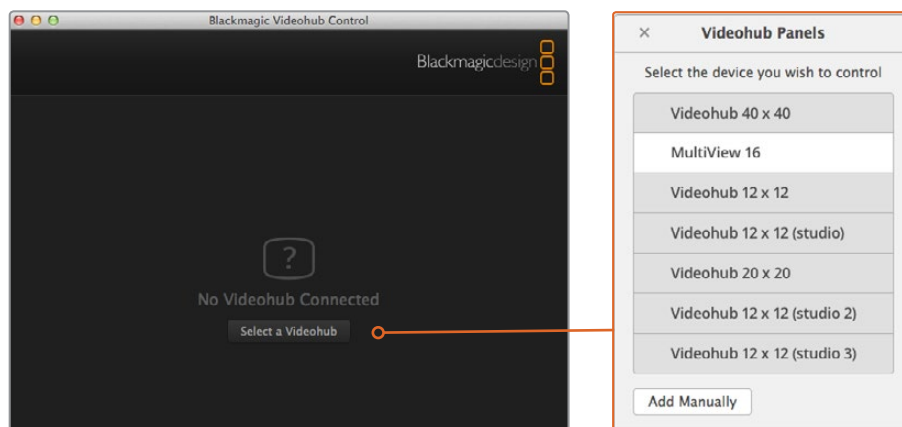 Blackmagic Videohub Control
Blackmagicdesign
No Videohub Connected
Select a Videohub
Videohub Panels
Select the device you wish to control
Videohub 40 x 40
MultiView 16
Videohub 12 x 12
Videohub 12 x 12 (studio)
Videohub 20 x 20
Videohub 12 x 12 (studio 2)
Videohub 12 x 12 (studio 3)
Add Manually